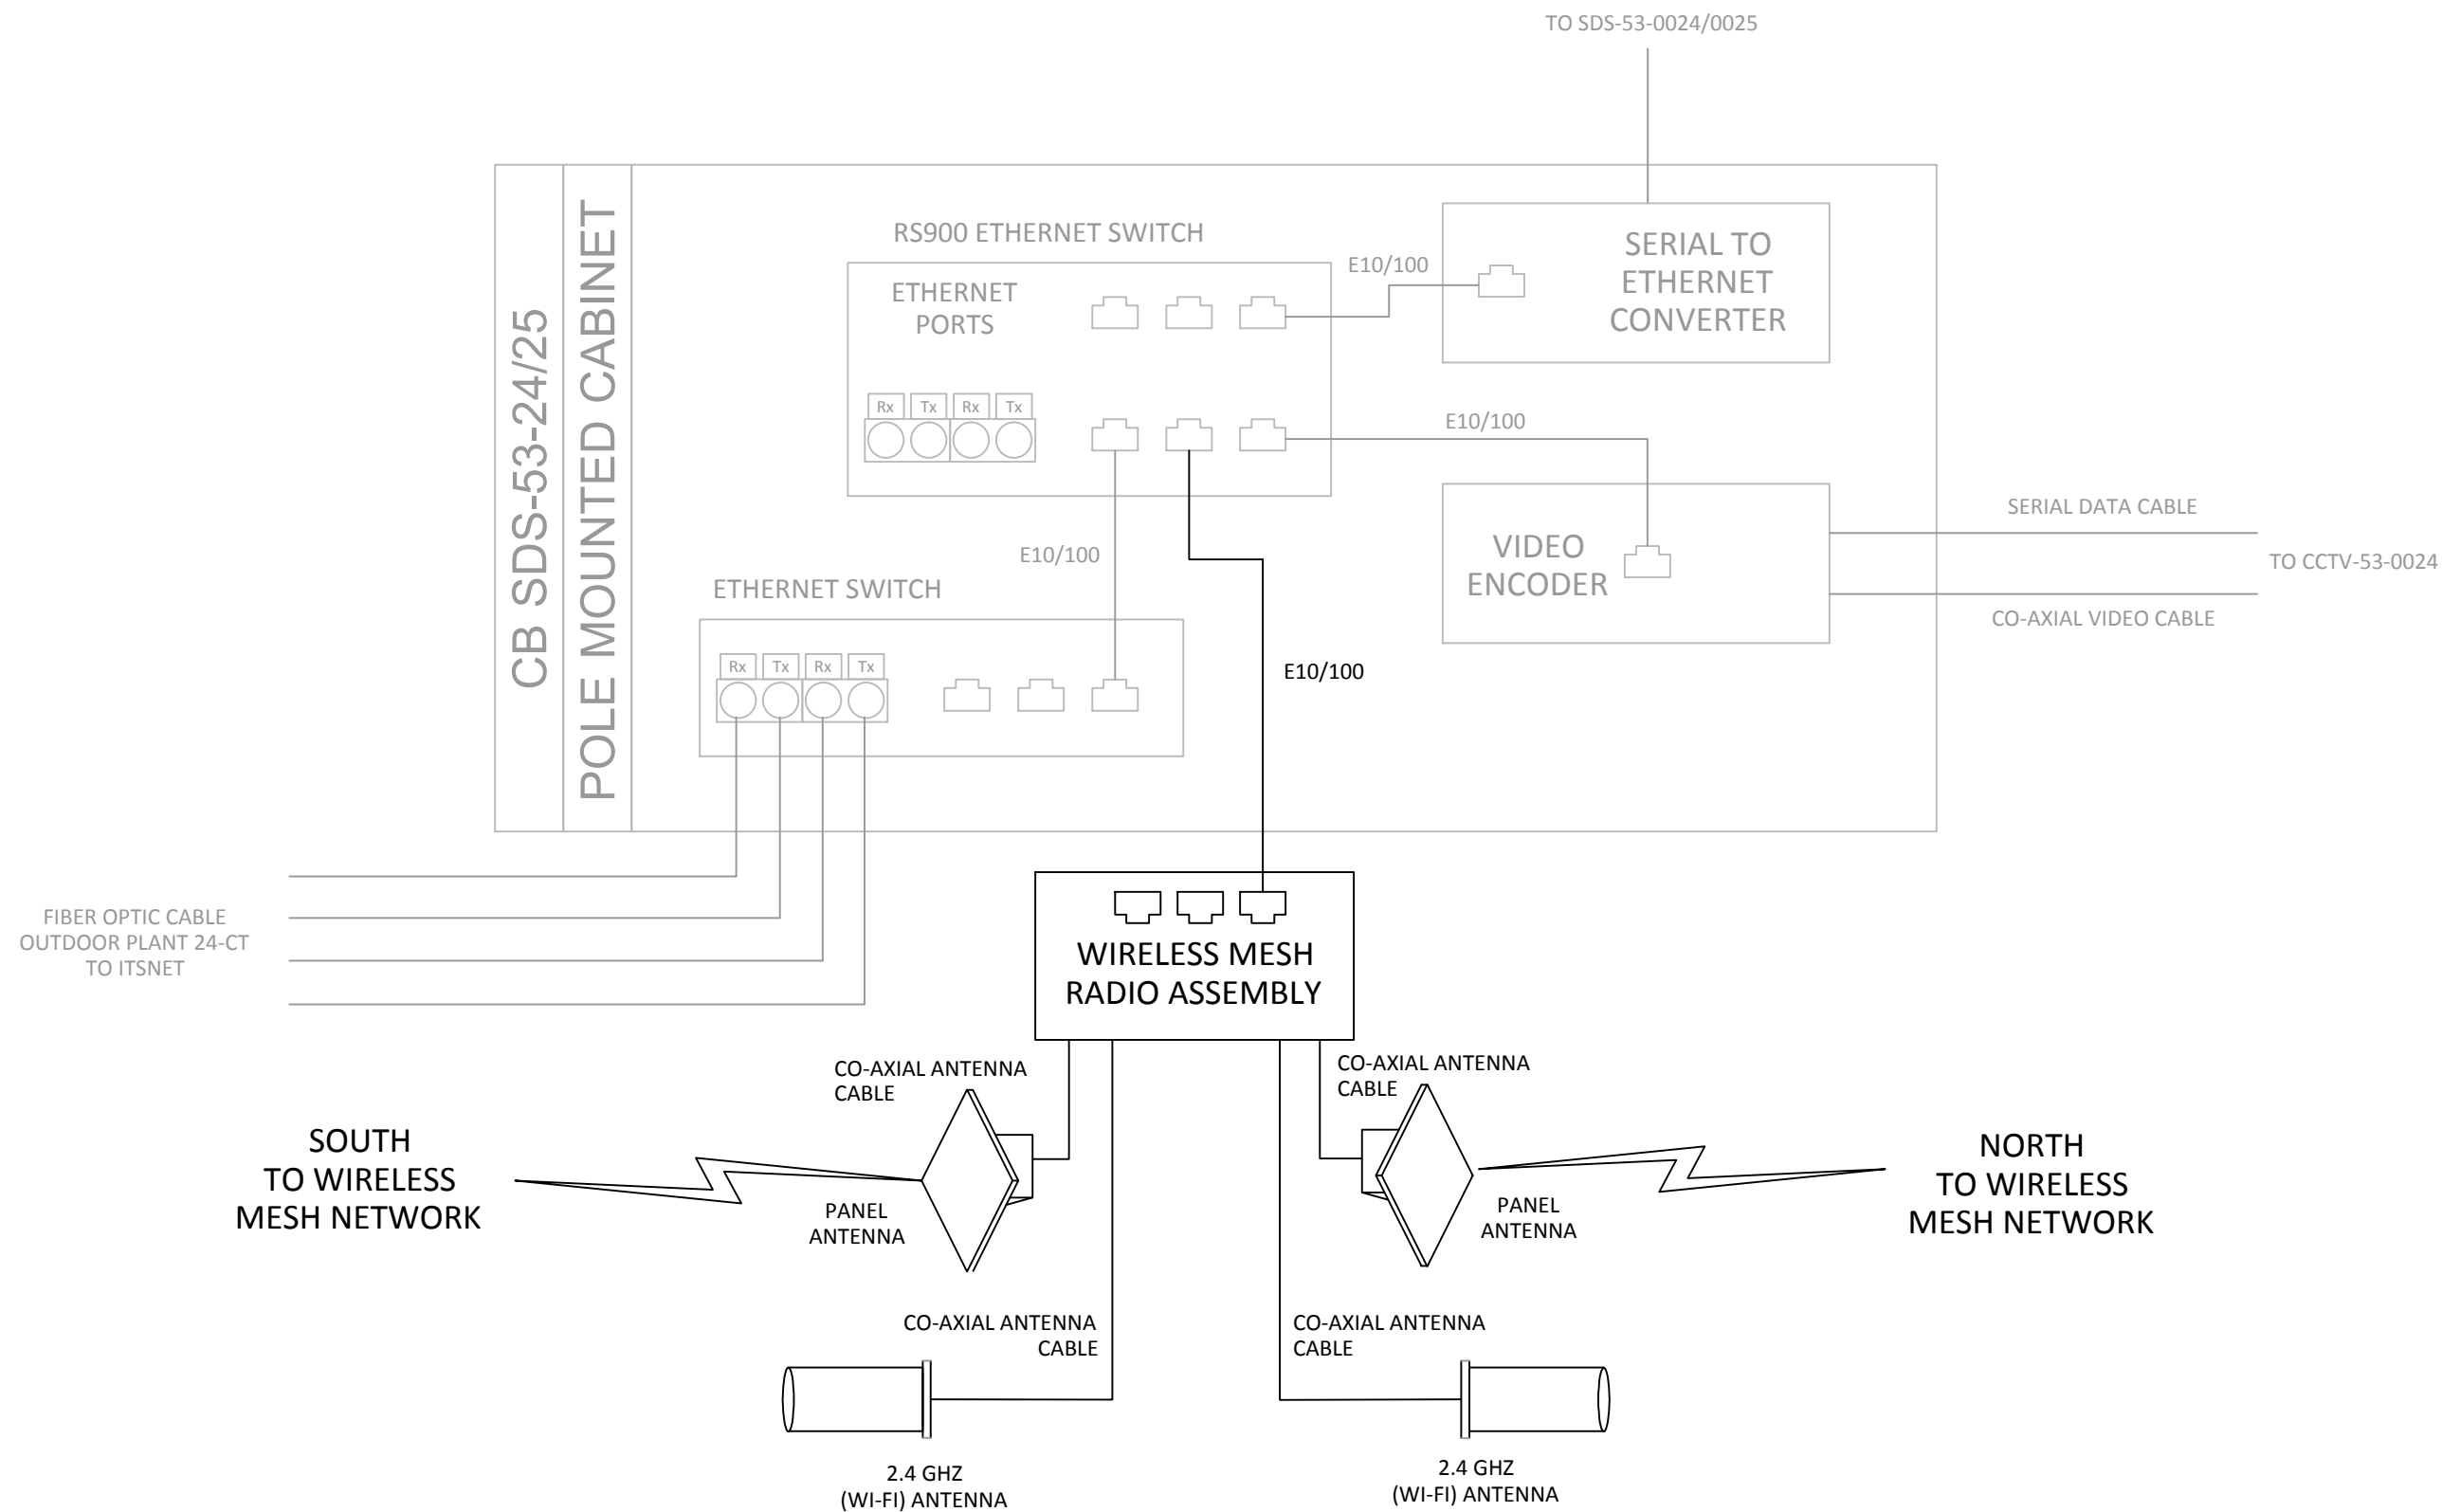 TO SDS-53-0024/0025
CB SDS-53-24/25
POLE MOUNTED CABINET
RS900 ETHERNET SWITCH
ETHERNET
PORTS
Rx Tx Rx Tx
E10/100
SERIAL TO
ETHERNET
CONVERTER
E10/100
VIDEO
ENCODER
SERIAL DATA CABLE
TO CCTV-53-0024
CO-AXIAL VIDEO CABLE
E10/100
ETHERNET SWITCH
Rx Tx Rx Tx
E10/100
FIBER OPTIC CABLE
OUTDOOR PLANT 24-CT
TO ITSNET
WIRELESS MESH
RADIO ASSEMBLY
CO-AXIAL ANTENNA
CABLE
CO-AXIAL ANTENNA
CABLE
SOUTH
TO WIRELESS
MESH NETWORK
PANEL
ANTENNA
PANEL
ANTENNA
NORTH
TO WIRELESS
MESH NETWORK
CO-AXIAL ANTENNA
CABLE
CO-AXIAL ANTENNA
CABLE
2.4 GHZ
(WI-FI) ANTENNA
2.4 GHZ
(WI-FI) ANTENNA